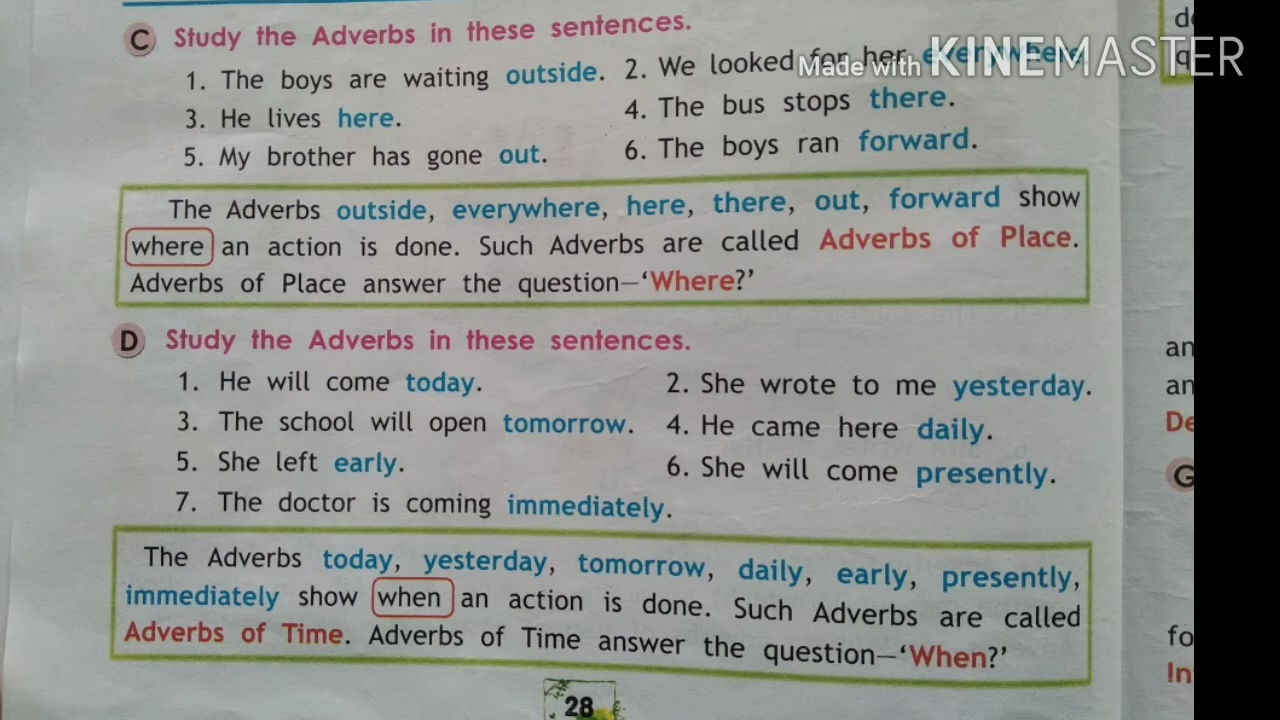 C Study the Adverbs in these sentences.
1. The boys are waiting outside. 2. We looked for her everywhere.
Made with KINEMASTER
3. He lives here. 4. The bus stops there.
5. My brother has gone out. 6. The boys ran forward.
The Adverbs outside, everywhere, here, there, out, forward show
where an action is done. Such Adverbs are called Adverbs of Place.
Adverbs of Place answer the question—‘Where?’
D Study the Adverbs in these sentences.
1. He will come today. 2. She wrote to me yesterday.
3. The school will open tomorrow. 4. He came here daily.
5. She left early. 6. She will come presently.
7. The doctor is coming immediately.
The Adverbs today, yesterday, tomorrow, daily, early, presently,
immediately show when an action is done. Such Adverbs are called
Adverbs of Time. Adverbs of Time answer the question—‘When?’
28
an
an
De
G
fo
In